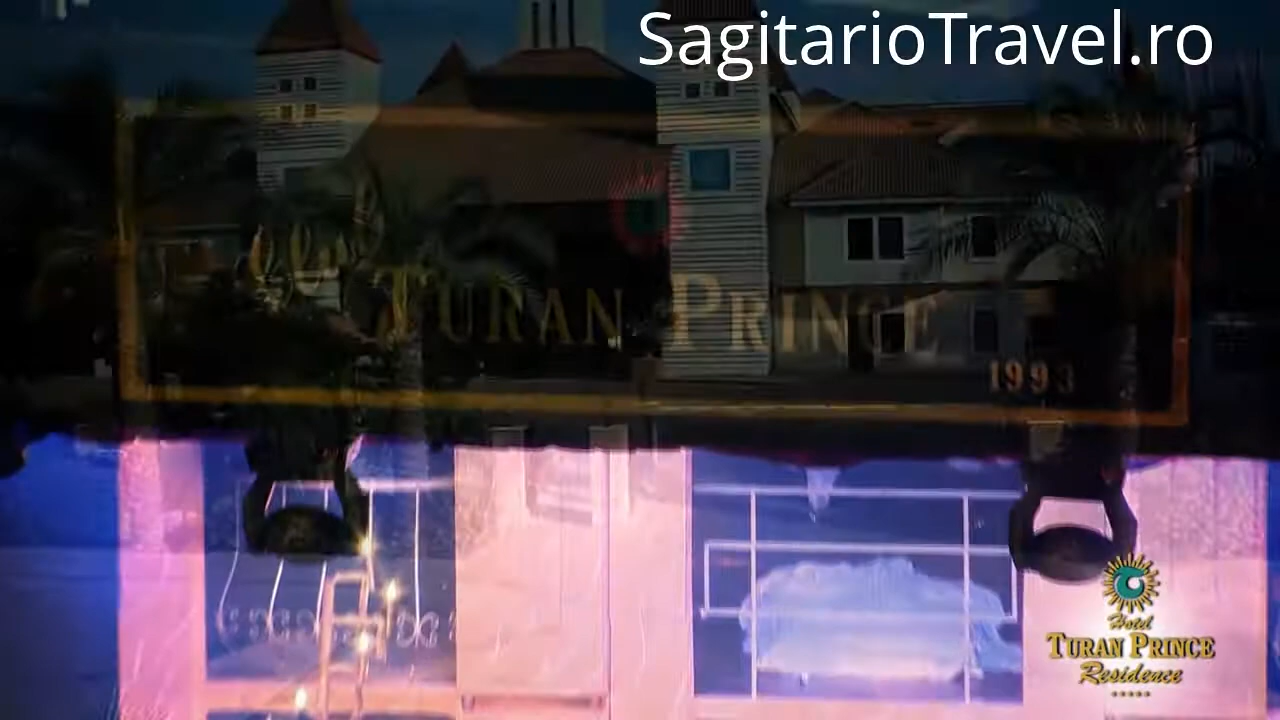 SagitarioTravel.ro
TURAN PRINCE
1993
Hotel
TURAN PRINCE
Residence